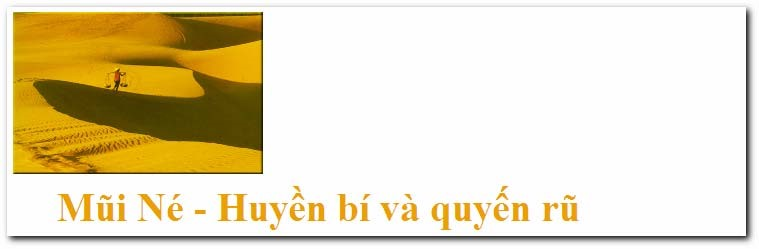 Mũi Né - Huyền bí và quyến rũ